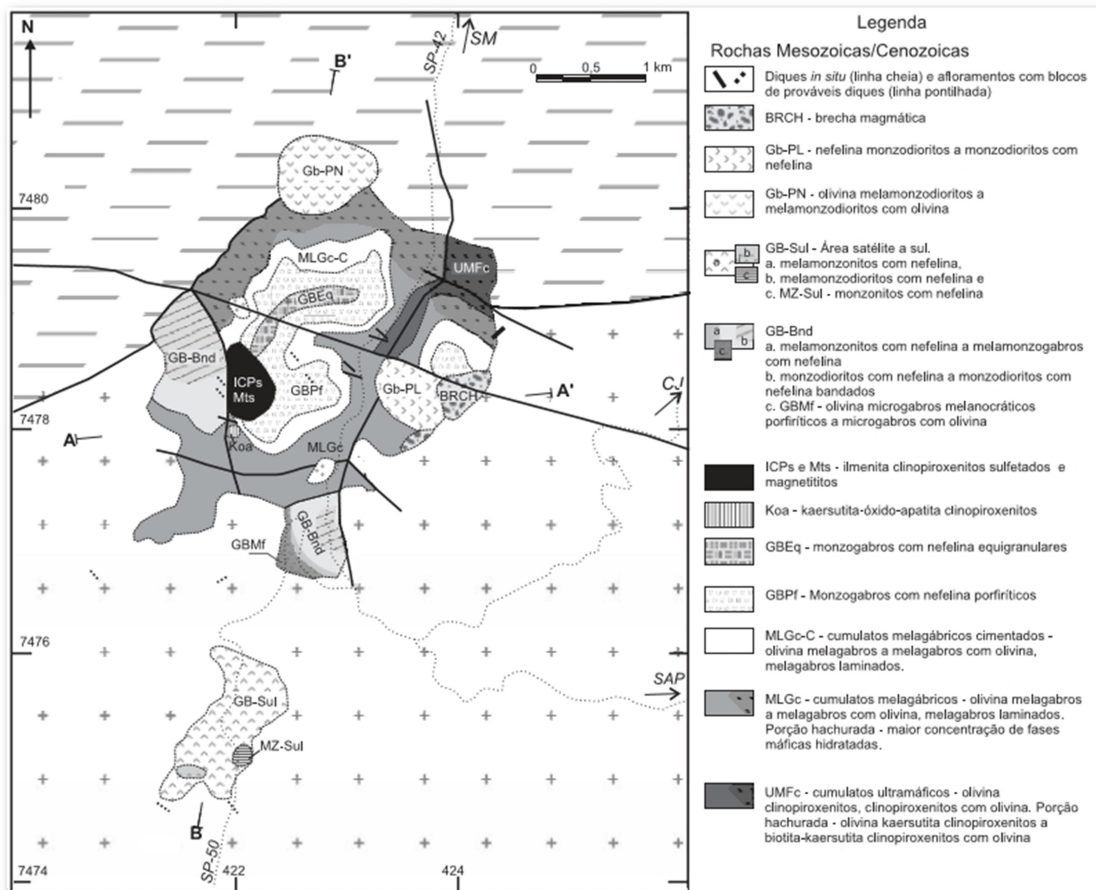 N
SP-42
SM
B'
0 0,5 1 km
Gb-PN
7480
MLGc-C
UMFc
GBEq
GB-Bnd
ICPs
Mts
GBPf
Gb-PL
BRCH
A'
C.J
7478
A
Koa
MLGc
GB-Bnd
GBMf
7476
SAP
GB-Sul
MZ-Sul
B
SP-50
7474
422
424
Legenda
Rochas Mesozoicas/Cenozoicas
Diques in situ (linha cheia) e afloramentos com blocos
de prováveis diques (linha pontilhada)
BRCH - brecha magmática
Gb-PL - nefelina monzodioritos a monzodioritos com
nefelina
Gb-PN - olivina melamonzodioritos a
melamonzodioritos com olivina
b
c
GB-Sul - Área satélite a sul.
a. melamonzonitos com nefelina,
b. melamonzodioritos com nefelina e
c. MZ-Sul - monzonitos com nefelina
a
b
c
GB-Bnd
a. melamonzonitos com nefelina a melamonzogabros
com nefelina
b. monzodioritos com nefelina a monzodioritos com
nefelina bandados
c. GBMf - olivina microgabros melanocráticos
porfiríticos a microgabros com olivina
ICPs e Mts - ilmenita clinopiroxenitos sulfetados e
magnetititos
Koa - kaersutita-óxido-apatita clinopiroxenitos
GBEq - monzogabros com nefelina equigranulares
GBPf - Monzogabros com nefelina porfiríticos
MLGc-C - cumulatos melagábricos cimentados -
olivina melagabros a melagabros com olivina,
melagabros laminados.
MLGc - cumulatos melagábricos - olivina melagabros
a melagabros com olivina, melagabros laminados.
Porção hachurada - maior concentração de fases
máficas hidratadas.
UMFc - cumulatos ultramáficos - olivina
clinopiroxenitos, clinopiroxenitos com olivina. Porção
hachurada - olivina kaersutita clinopiroxenitos a
biotita-kaersutita clinopiroxenitos com olivina